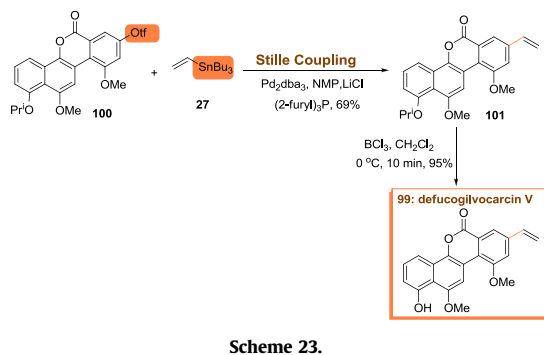 O
Otf
O
SnBu3
Stille Coupling
O
O
+
OMe
Pd2dba3, NMP,LiCl
OMe
PriO
OMe
27
(2-furyl)3P, 69%
PriO
OMe
100
101
BCl3, CH2Cl2
0 °C, 10 min, 95%
99: defucogilvocarcin V
O
O
OMe
OH
OMe
Scheme 23.